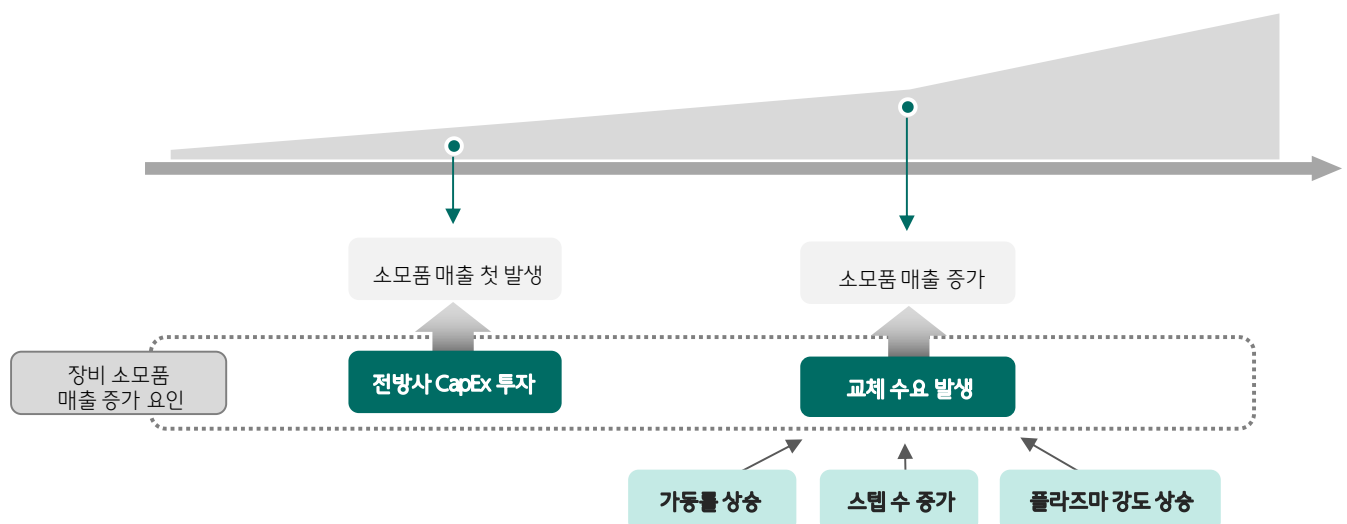 소모품 매출 첫 발생
소모품 매출 증가
장비 소모품
매출 증가 요인
전방사 CapEx 투자
교체 수요 발생
가동률 상승
스텝 수 증가
플라즈마 강도 상승